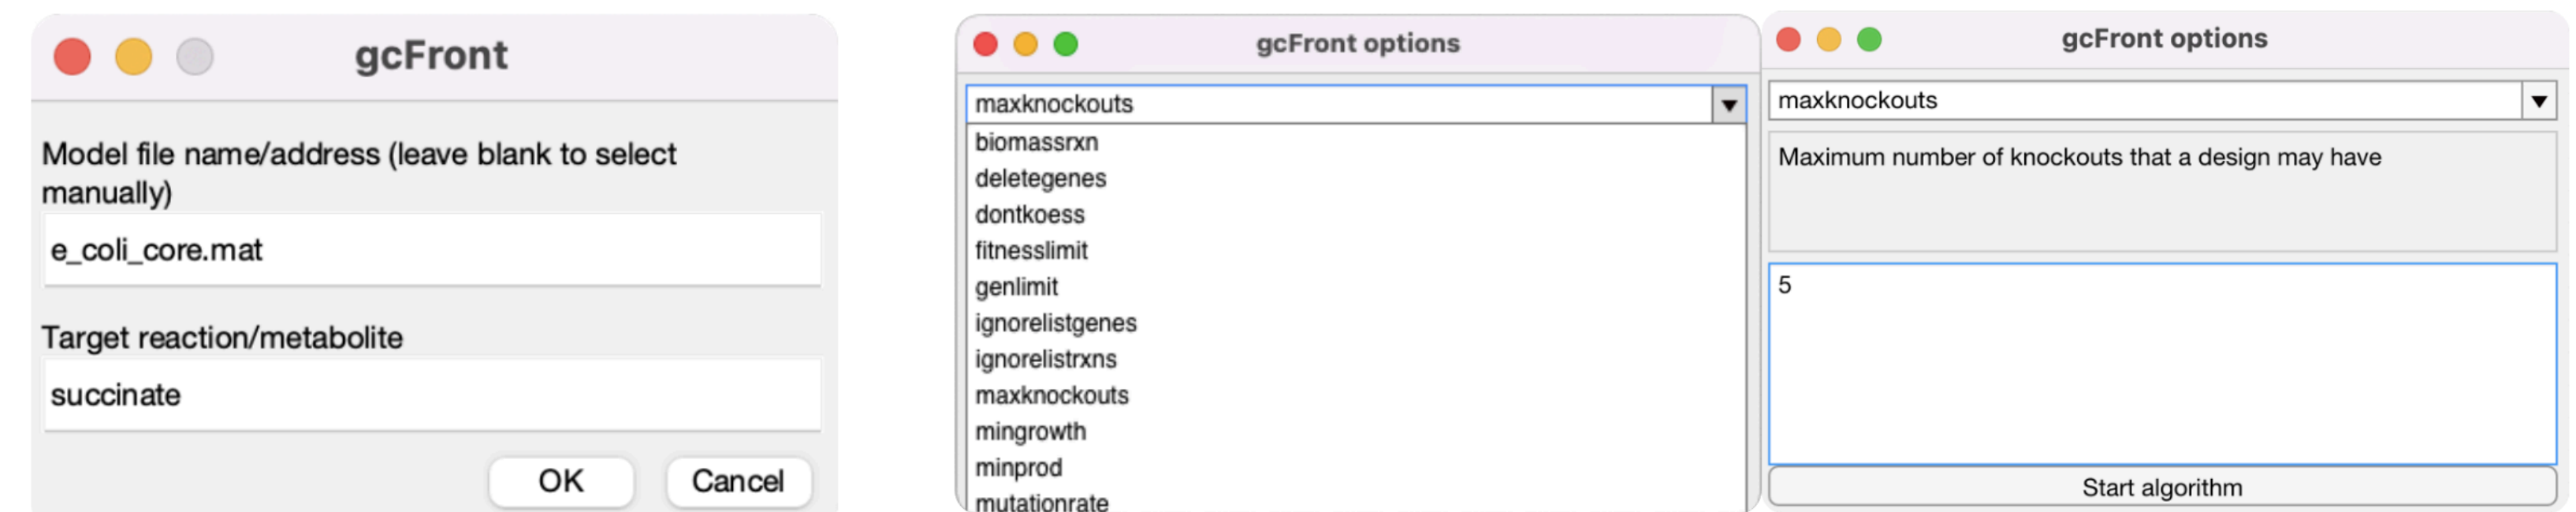 gcFront
Model file name/address (leave blank to select
manually)
e_coli_core.mat
Target reaction/metabolite
succinate
OK
Cancel
gcFront options
maxknockouts
biomassrxn
deletegenes
dontkoess
fitnesslimit
genlimit
ignorelistgenes
ignorelistrxns
maxknockouts
mingrowth
minprod
mutationrate
gcFront options
maxknockouts
Maximum number of knockouts that a design may have
5
Start algorithm